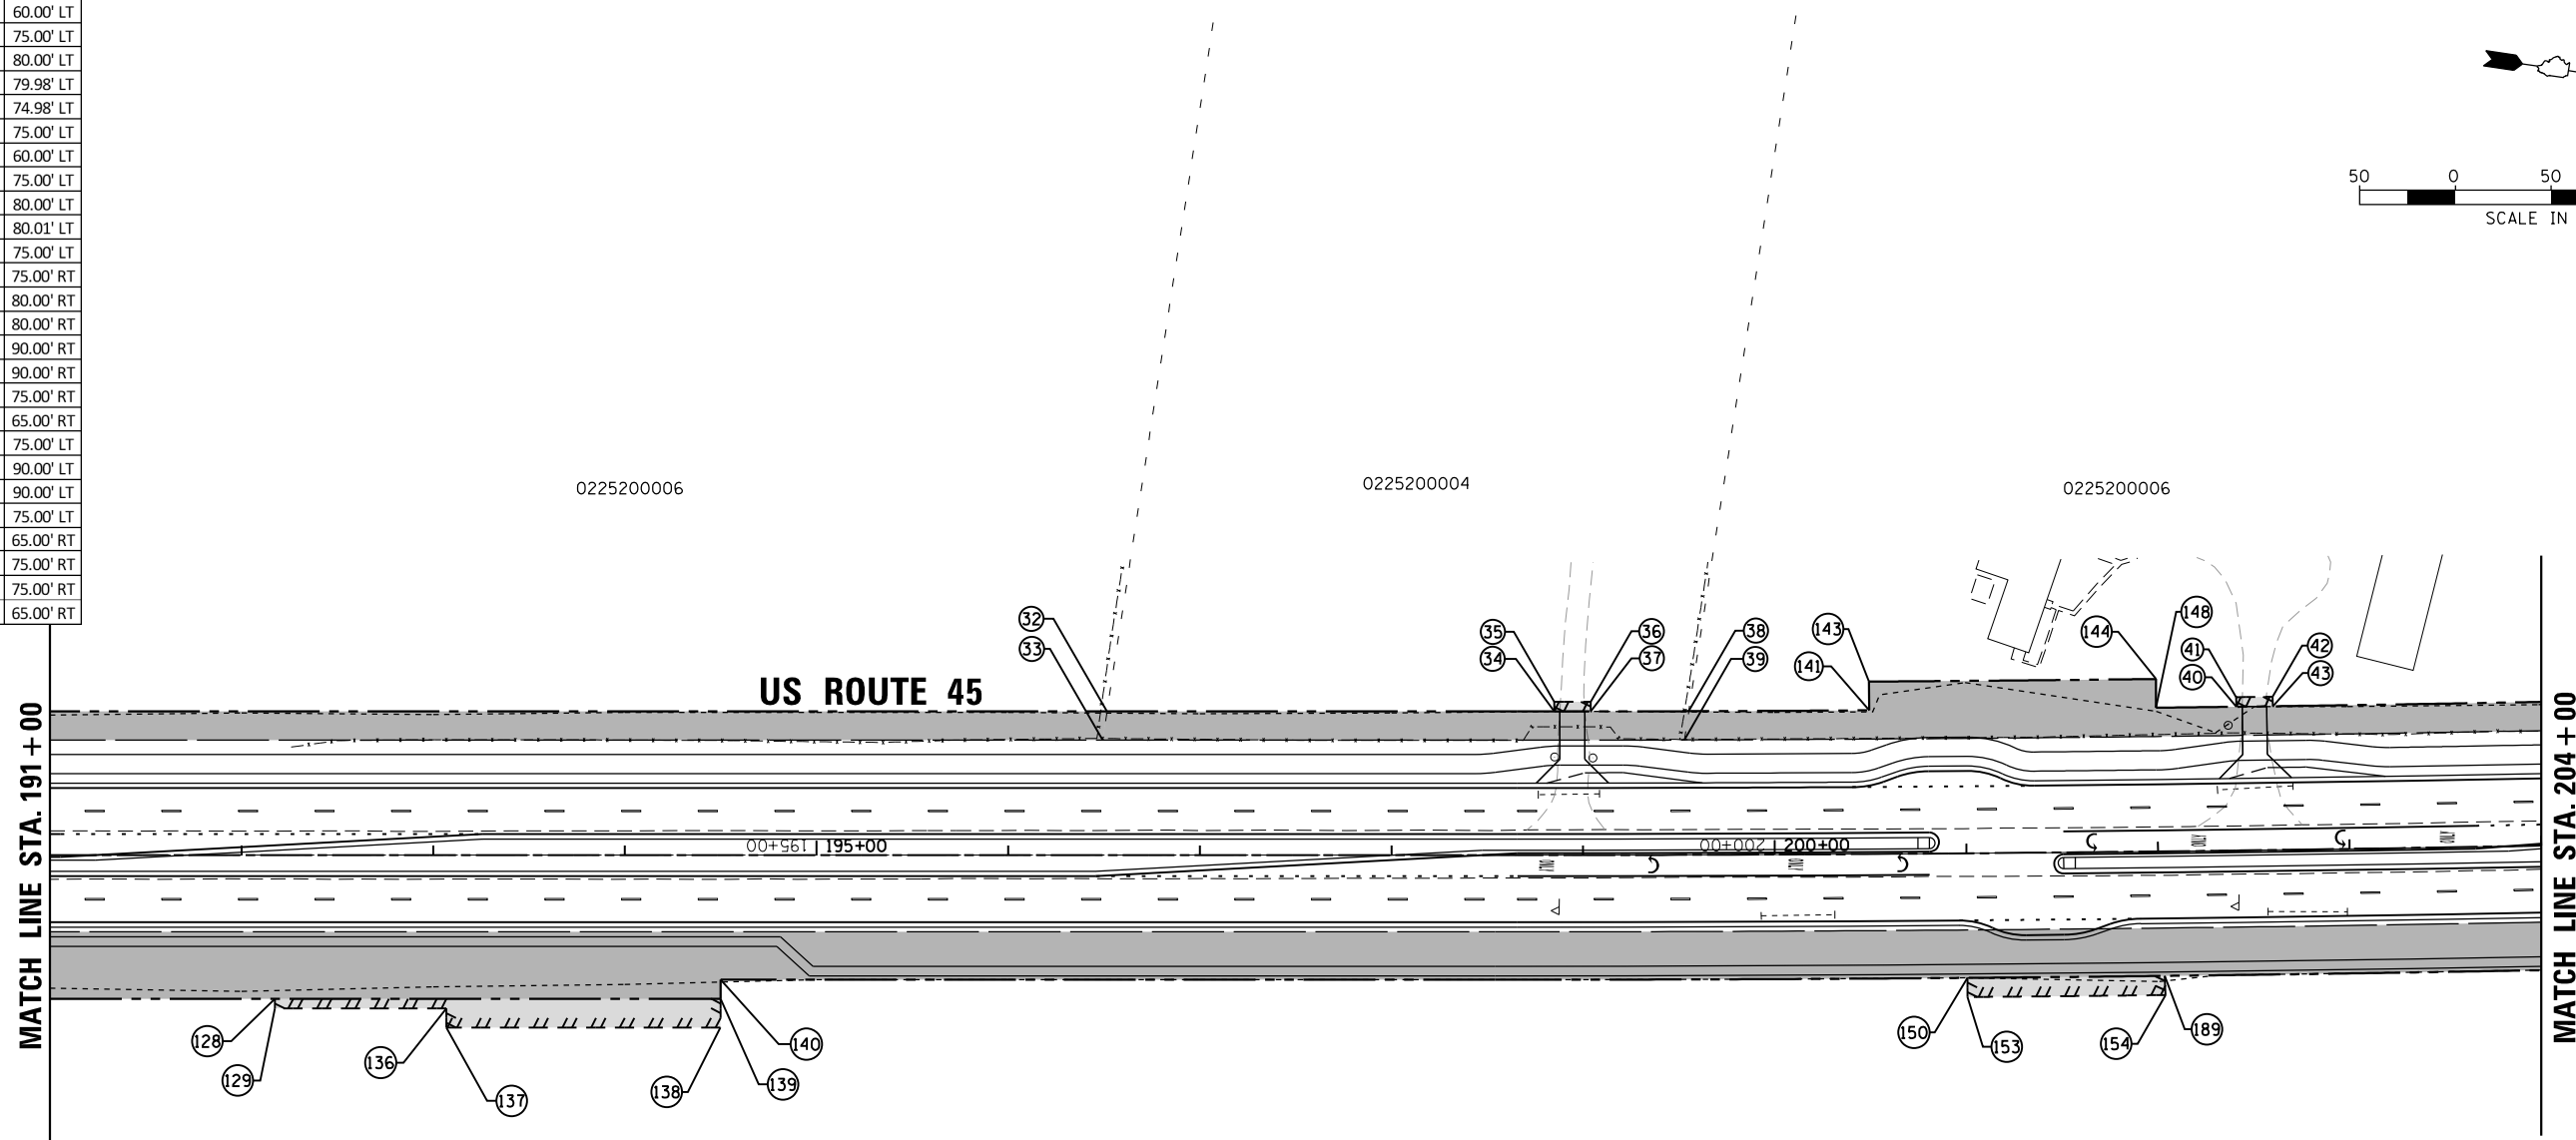 60.00' LT
75.00' LT
80.00' LT
79.98' LT
74.98' LT
75.00' LT
60.00' LT
75.00' LT
80.00' LT
80.01' LT
75.00' LT
75.00' RT
80.00' RT
80.00' RT
90.00' RT
90.00' RT
75.00' RT
65.00' RT
75.00' LT
90.00' LT
90.00' LT
75.00' LT
65.00' RT
75.00' RT
75.00' RT
65.00' RT
50 0 50
SCALE IN
0225200006
0225200004
0225200006
32
33
35
34
36
37
38
39
143
141
144
148
41
40
42
43
US ROUTE 45
MATCH LINE STA. 191+00
MATCH LINE STA. 204+00
195+00 195+00
200+00 200+00
128
129
136
137
138
139
140
150
153
154
189